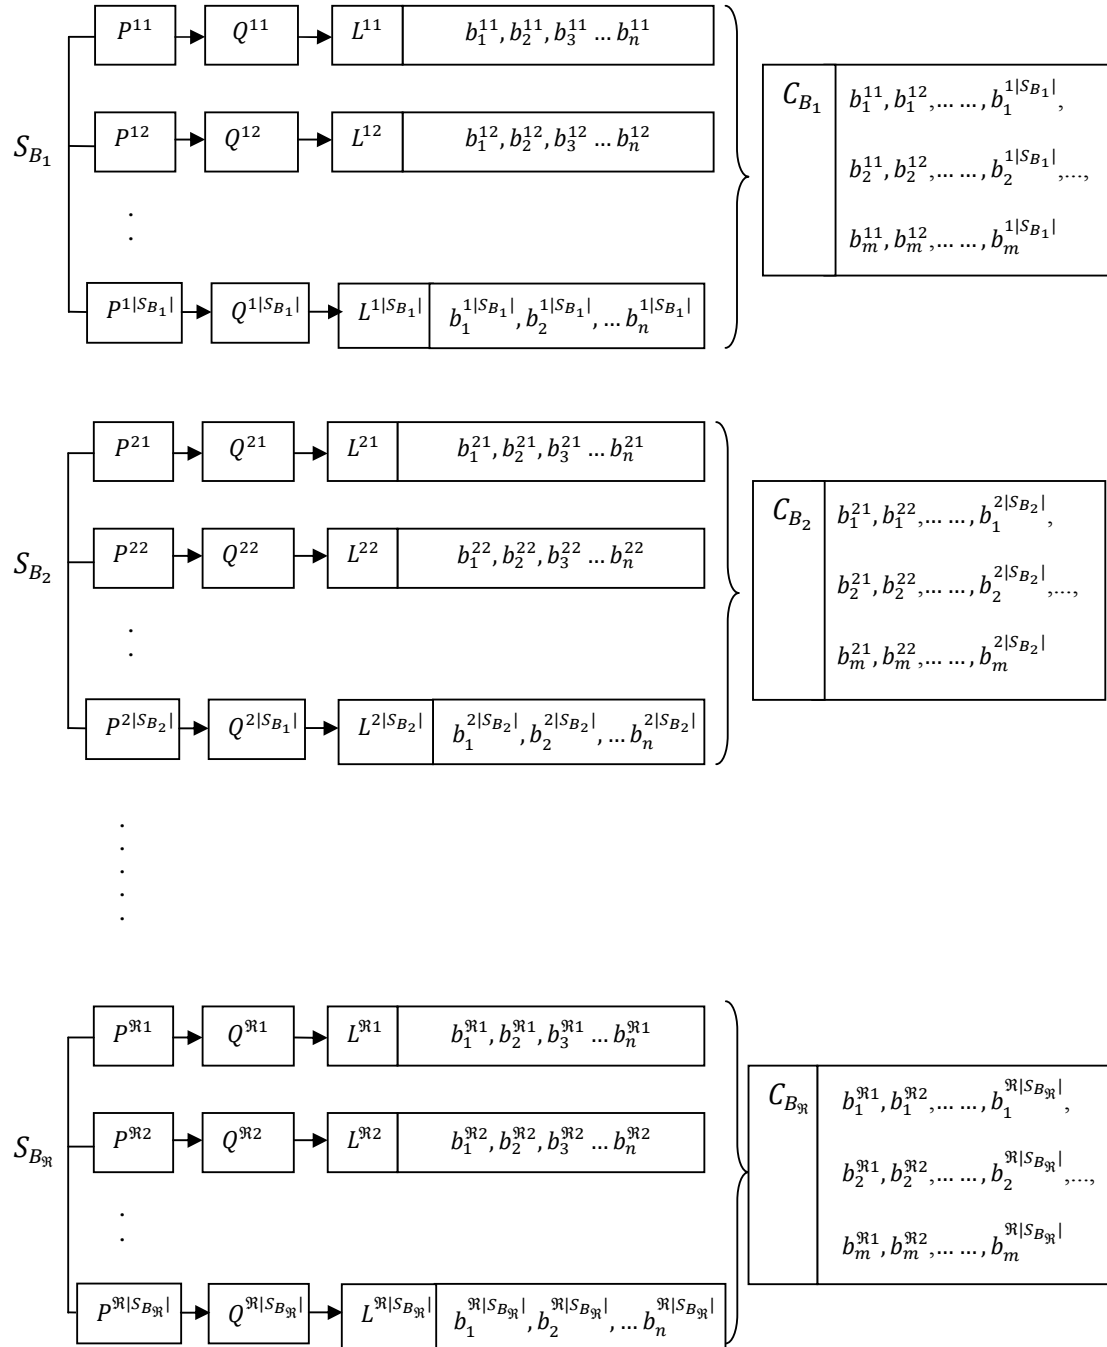 P^{11} Q^{11} L^{11} b_1^{11}, b_2^{11}, b_3^{11} … b_n^{11}
C_{B_1} b_1^{11}, b_1^{12}, … …, b_1^{1|S_{B_1}|},
S_{B_1} P^{12} Q^{12} L^{12} b_1^{12}, b_2^{12}, b_3^{12} … b_n^{12}
b_2^{11}, b_2^{12}, … …, b_2^{1|S_{B_1}|},…,
. 
.
b_m^{11}, b_m^{12}, … …, b_m^{1|S_{B_1}|}
P^{1|S_{B_1}|} Q^{1|S_{B_1}|} L^{1|S_{B_1}|} b_1^{1|S_{B_1}|}, b_2^{1|S_{B_1}|}, … b_n^{1|S_{B_1}|}
P^{21} Q^{21} L^{21} b_1^{21}, b_2^{21}, b_3^{21} … b_n^{21}
C_{B_2} b_1^{21}, b_1^{22}, … …, b_1^{2|S_{B_2}|},
S_{B_2} P^{22} Q^{22} L^{22} b_1^{22}, b_2^{22}, b_3^{22} … b_n^{22}
b_2^{21}, b_2^{22}, … …, b_2^{2|S_{B_2}|},…,
.
.
b_m^{21}, b_m^{22}, … …, b_m^{2|S_{B_2}|}
P^{2|S_{B_2}|} Q^{2|S_{B_1}|} L^{2|S_{B_2}|} b_1^{2|S_{B_2}|}, b_2^{2|S_{B_2}|}, … b_n^{2|S_{B_2}|}
.
.
.
.
.
P^{ℜ1} Q^{ℜ1} L^{ℜ1} b_1^{ℜ1}, b_2^{ℜ1}, b_3^{ℜ1} … b_n^{ℜ1}
C_{B_ℜ} b_1^{ℜ1}, b_1^{ℜ2}, … …, b_1^{ℜ|S_{B_ℜ}|},
S_{B_ℜ} P^{ℜ2} Q^{ℜ2} L^{ℜ2} b_1^{ℜ2}, b_2^{ℜ2}, b_3^{ℜ2} … b_n^{ℜ2}
b_2^{ℜ1}, b_2^{ℜ2}, … …, b_2^{ℜ|S_{B_ℜ}|},…,
.
.
b_m^{ℜ1}, b_m^{ℜ2}, … …, b_m^{ℜ|S_{B_ℜ}|}
P^{ℜ|S_{B_ℜ}|} Q^{ℜ|S_{B_ℜ}|} L^{ℜ|S_{B_ℜ}|} b_1^{ℜ|S_{B_ℜ}|}, b_2^{ℜ|S_{B_ℜ}|}, … b_n^{ℜ|S_{B_ℜ}|}